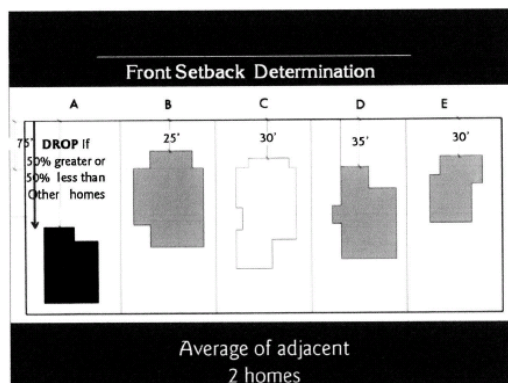 Front Setback Determination
A B C D E
75' 25' 30' 35' 30'
DROP If
50% greater or
50% less than
Other homes
Average of adjacent
2 homes